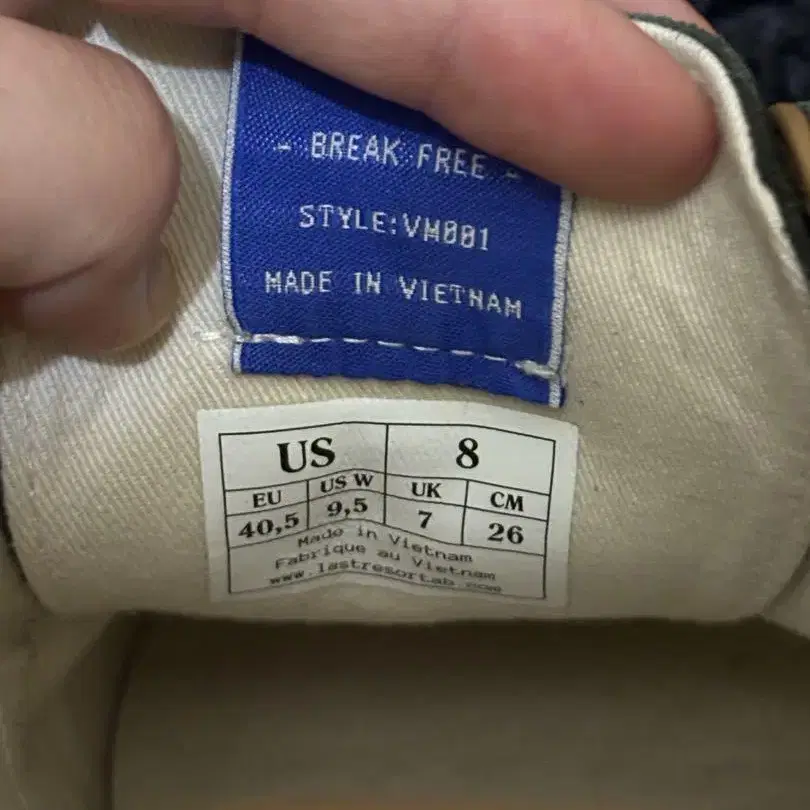 - BREAK FREE -
STYLE:VM001
MADE IN VIETNAM
US 8
EU US W UK CM
40,5 9,5 7 26
Made in Vietnam
Fabrique au Vietnam
www.lastresortab.com